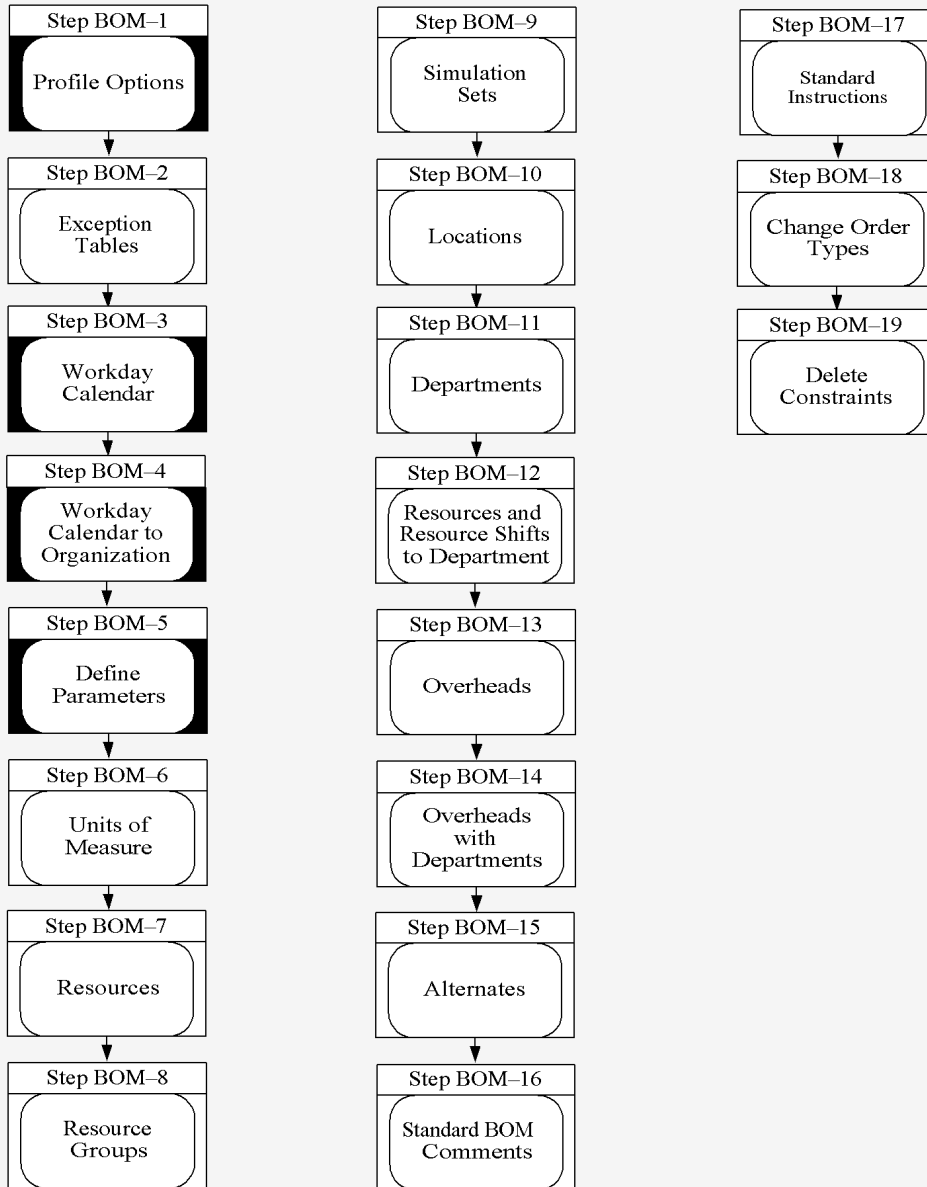 Step BOM–1
Profile Options
Step BOM–2
Exception
Tables
Step BOM–3
Workday
Calendar
Step BOM–4
Workday
Calendar to
Organization
Step BOM–5
Define
Parameters
Step BOM–6
Units of
Measure
Step BOM–7
Resources
Step BOM–8
Resource
Groups
Step BOM–9
Simulation
Sets
Step BOM–10
Locations
Step BOM–11
Departments
Step BOM–12
Resources and
Resource Shifts
to Department
Step BOM–13
Overheads
Step BOM–14
Overheads
with
Departments
Step BOM–15
Alternates
Step BOM–16
Standard BOM
Comments
Step BOM–17
Standard
Instructions
Step BOM–18
Change Order
Types
Step BOM–19
Delete
Constraints